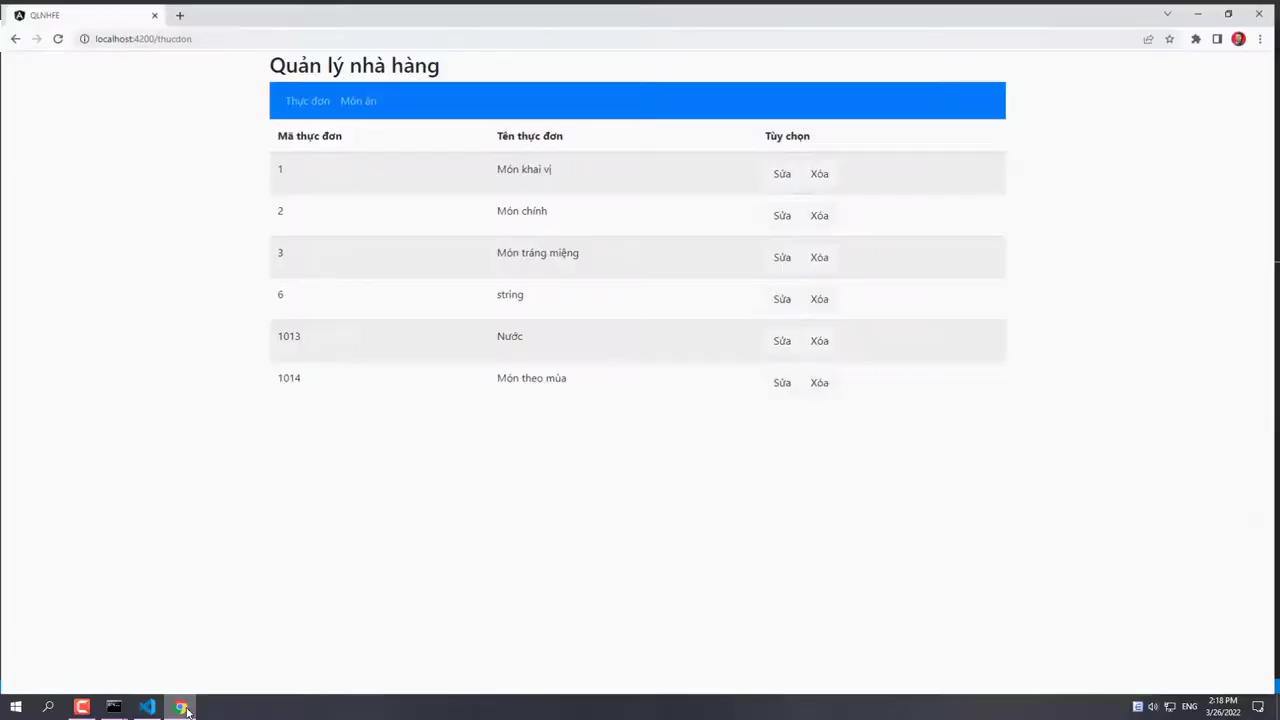 QLNHFE
localhost:4200/thucdon
Quản lý nhà hàng
Thực đơn Món ăn
Mã thực đơn Tên thực đơn Tùy chọn
1 Món khai vị Sửa Xóa
2 Món chính Sửa Xóa
3 Món tráng miệng Sửa Xóa
6 string Sửa Xóa
1013 Nước Sửa Xóa
1014 Món theo mùa Sửa Xóa
ENG
2:18 PM
3/26/2022